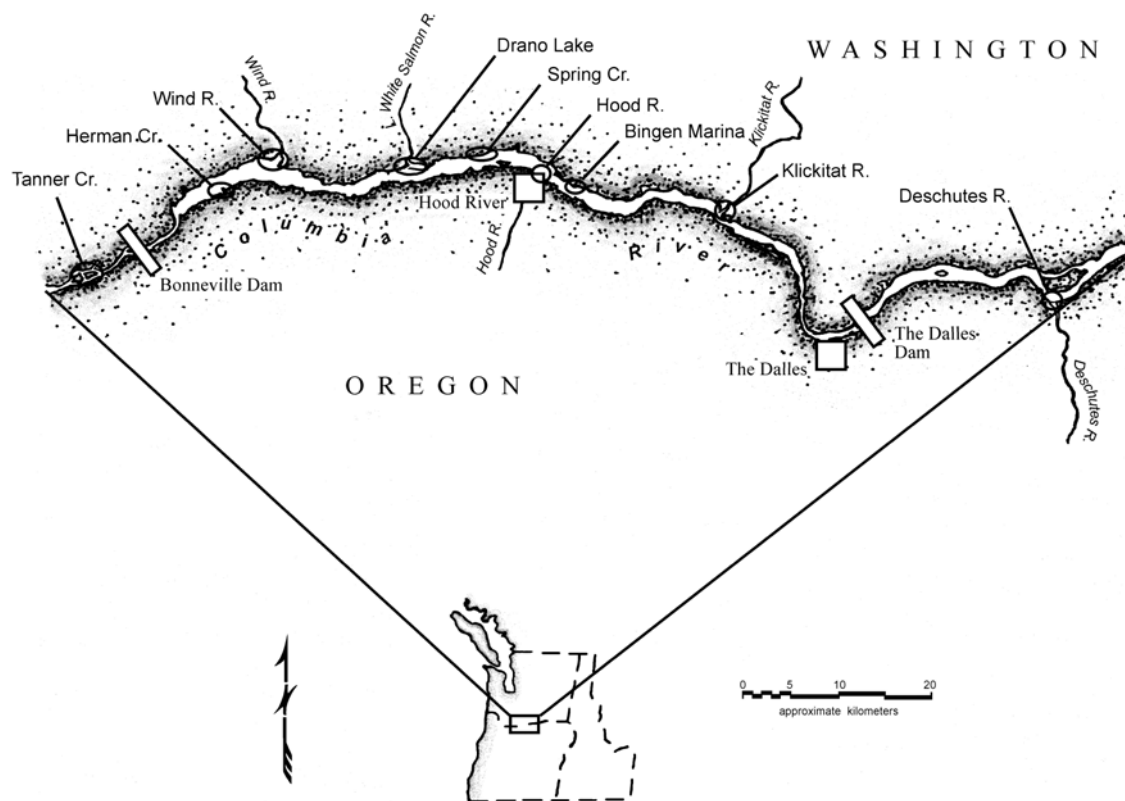 WASHINGTON
Drano Lake
Spring Cr.
Hood R.
Bingen Marina
L. White Salmon R.
Wind R.
Wind R.
Herman Cr.
Tanner Cr.
Klickitat R.
Klickitat R.
Deschutes R.
Hood River
Hood R.
Columbia
River
Bonneville Dam
The Dalles
Dam
The Dalles
Deschutes R.
OREGON
0 5 10 20
approximate kilometers